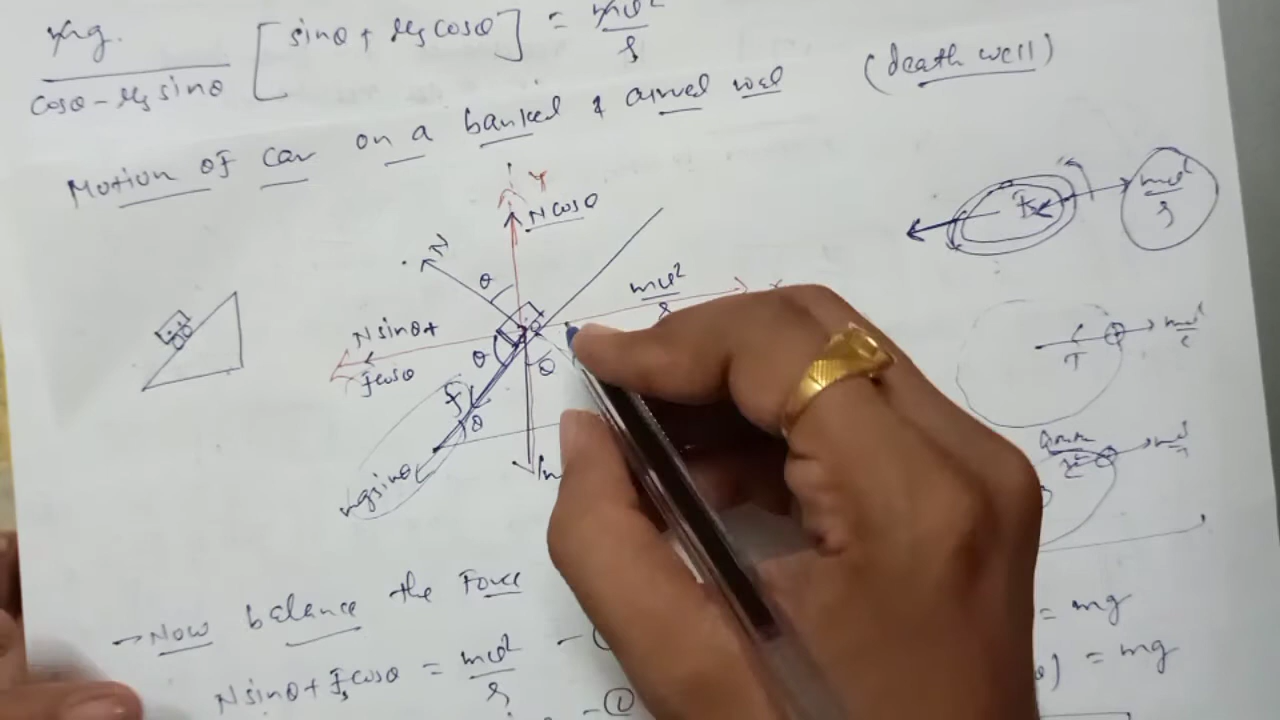 mg [sinθ + μs cosθ] = mv²
cosθ - μs sinθ r
Motion of car on a banked & curved road (death well)
Y
N cosθ
N
θ
mv²
r
x
N sinθ +
f cosθ
θ
θ
f
θ
mg sinθ
fs
mv²
r
T
mv²
r
→ Now balance the Force
N sinθ + fs cosθ = mv² - (
r
= mg
) = mg
- ①